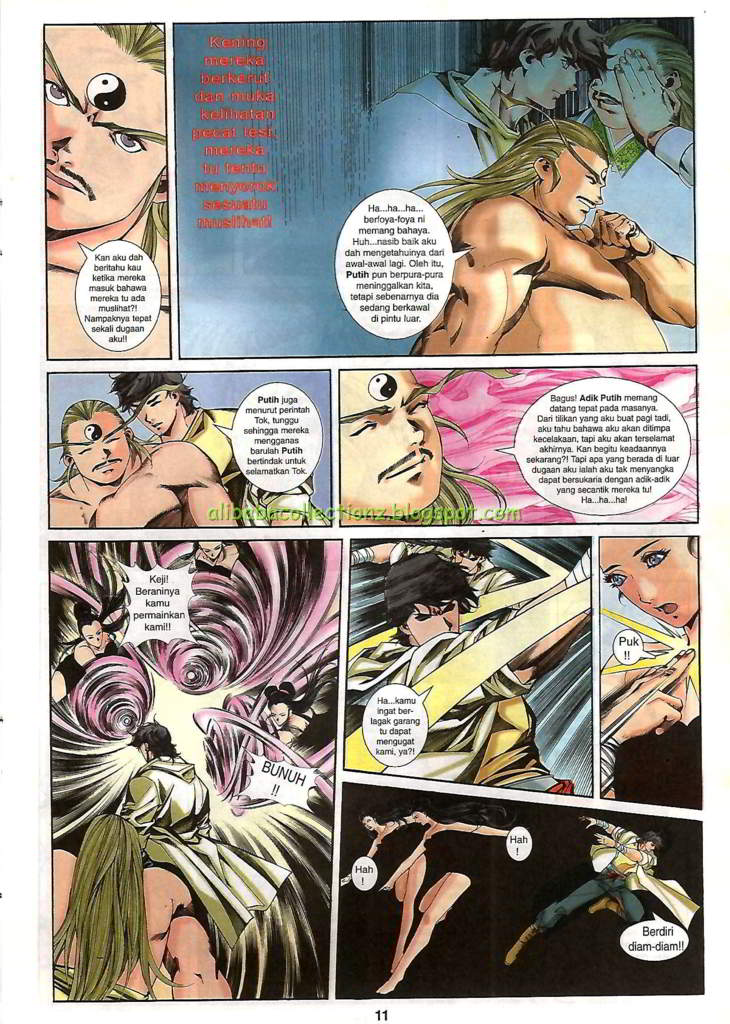 Kan aku dah
beritahu kau
ketika mereka
masuk bahawa
mereka tu ada
muslihat?!
Nampaknya tepat
sekali dugaan
aku!!
Kening
mereka
berkerut
dan muka
kelihatan
pecat lesi,
mereka
tu tentu
menyorok
sesuatu
muslihat!
Ha...ha...ha...
berfoya-foya ni
memang bahaya.
Huh...nasib baik aku
dah mengetahuinya dari
awal-awal lagi. Oleh itu,
Putih pun berpura-pura
meninggalkan kita,
tetapi sebenarnya dia
sedang berkawal
di pintu luar.
Putih juga
menurut perintah
Tok, tunggu
sehingga mereka
mengganas
barulah Putih
bertindak untuk
selamatkan Tok.
Bagus! Adik Putih memang
datang tepat pada masanya.
Dari tilikan yang aku buat pagi tadi,
aku tahu bahawa aku akan ditimpa
kecelakaan, tapi aku akan terselamat
akhirnya. Kan begitu keadaannya
sekarang?! Tapi apa yang berada di luar
dugaan aku ialah aku tak menyangka
dapat bersukaria dengan adik-adik
yang secantik mereka tu!
Ha...ha...ha!
alibabacollectionz.blogspot.com
Keji!
Beraninya
kamu
permainkan
kami!!
BUNUH
!!
Ha...kamu
ingat ber-
lagak garang
tu dapat
mengugat
kami, ya?!
Puk
!!
Hah
!
Hah
!
Berdiri
diam-diam!!
11